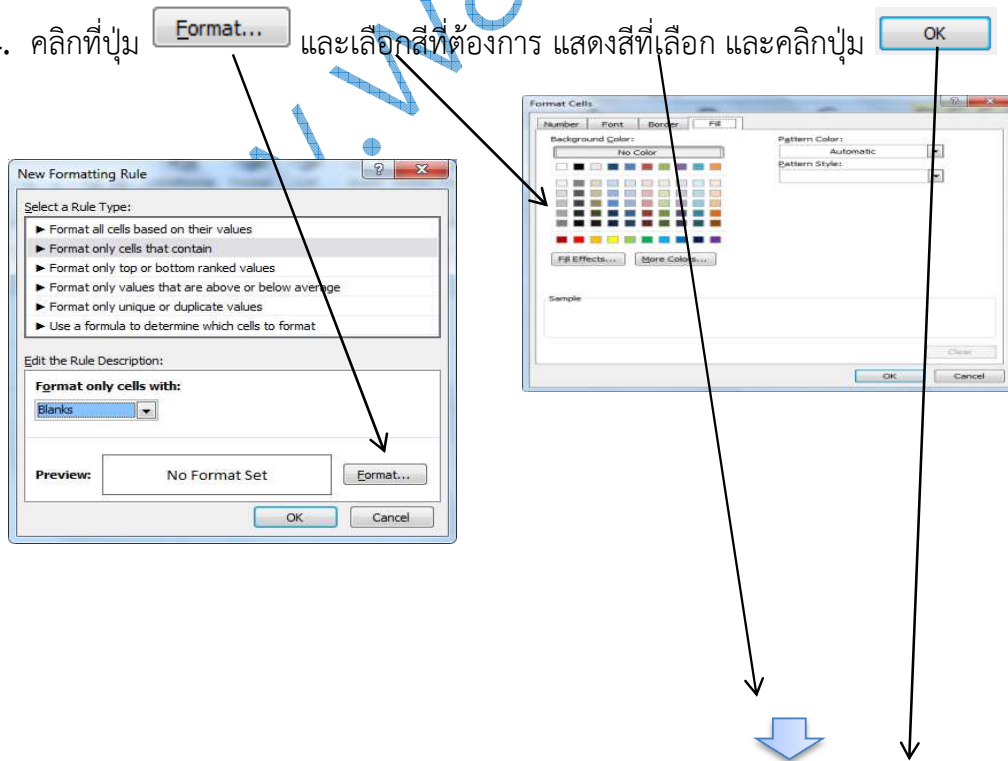 . คลิกที่ปุ่ม Format... และเลือกสีที่ต้องการ แสดงสีที่เลือก และคลิกปุ่ม OK
Format Cells
Number Font Border Fill
Background Color:
No Color
Pattern Color:
Automatic
Pattern Style:
Fill Effects... More Colors...
Sample
Clear
OK Cancel
New Formatting Rule
Select a Rule Type:
► Format all cells based on their values
► Format only cells that contain
► Format only top or bottom ranked values
► Format only values that are above or below average
► Format only unique or duplicate values
► Use a formula to determine which cells to format
Edit the Rule Description:
Format only cells with:
Blanks
Preview: No Format Set Format...
OK Cancel